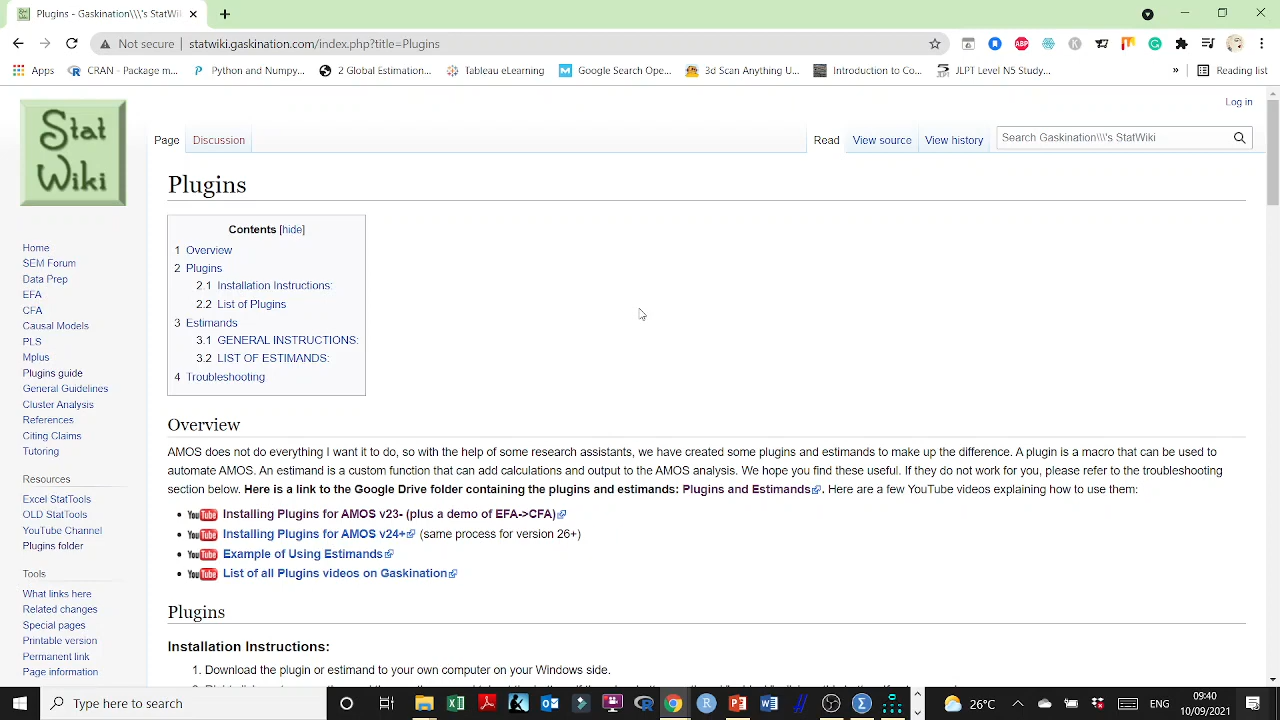 Plugins - Gaskination\\\'s StatWi
Not secure | statwiki.gaskination.com/index.php?title=Plugins
Apps CRAN - Package m... Python and Numpy... 2 Global Estimation... Tableau eLearning Google Search Ope... 3d Scan Anything U... Introduction to Co... JLPT Level N5 Study... » Reading list
Log in
Stat
Wiki
Page Discussion Read View source View history Search Gaskination\\\'s StatWiki
Plugins
Contents [hide]
1 Overview
2 Plugins
2.1 Installation Instructions:
2.2 List of Plugins
3 Estimands
3.1 GENERAL INSTRUCTIONS:
3.2 LIST OF ESTIMANDS:
4 Troubleshooting
Home
SEM Forum
Data Prep
EFA
CFA
Causal Models
PLS
Mplus
Plugins guide
General Guidelines
Cluster Analysis
References
Citing Claims
Tutoring
Resources
Excel StatTools
OLD StatTools
YouTube Channel
Plugins folder
Tools
What links here
Related changes
Special pages
Printable version
Permanent link
Page information
Overview
AMOS does not do everything I want it to do, so with the help of some research assistants, we have created some plugins and estimands to make up the difference. A plugin is a macro that can be used to
automate AMOS. An estimand is a custom function that can add calculations and output to the AMOS analysis. We hope you find these useful. If they do not work for you, please refer to the troubleshooting
section below. Here is a link to the Google Drive folder containing the plugins and estimands: Plugins and Estimands. Here are a few YouTube videos explaining how to use them:
YouTube Installing Plugins for AMOS v23- (plus a demo of EFA->CFA)
YouTube Installing Plugins for AMOS v24+ (same process for version 26+)
YouTube Example of Using Estimands
YouTube List of all Plugins videos on Gaskination
Plugins
Installation Instructions:
1. Download the plugin or estimand to your own computer on your Windows side.
Type here to search
26°C
ENG
09:40
10/09/2021